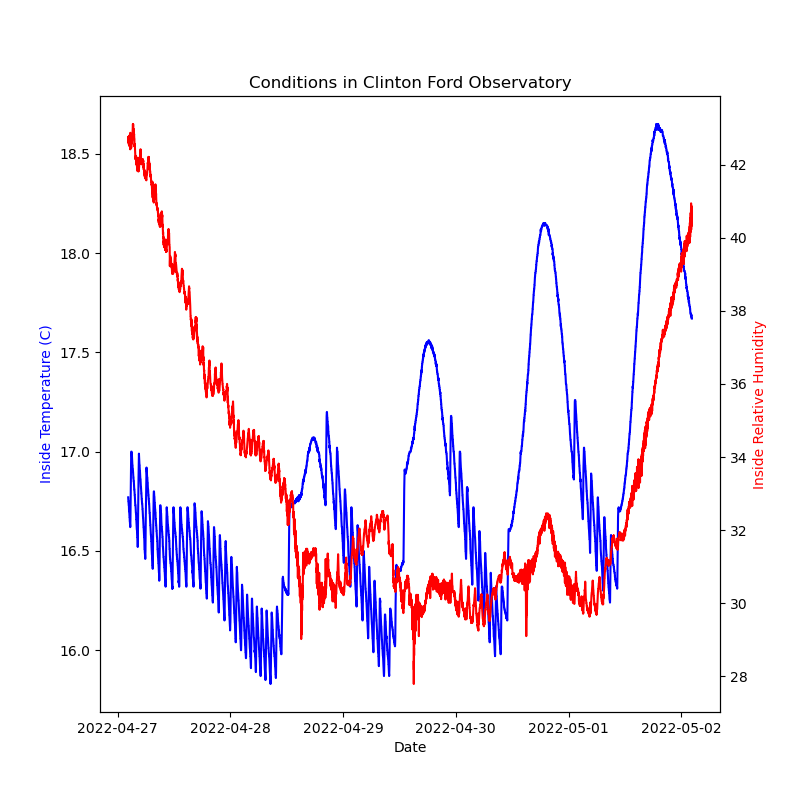 Conditions in Clinton Ford Observatory
18.5
18.0
17.5
17.0
16.5
16.0
Inside Temperature (C)
42
40
38
36
34
32
30
28
Inside Relative Humidity
2022-04-27 2022-04-28 2022-04-29 2022-04-30 2022-05-01 2022-05-02
Date